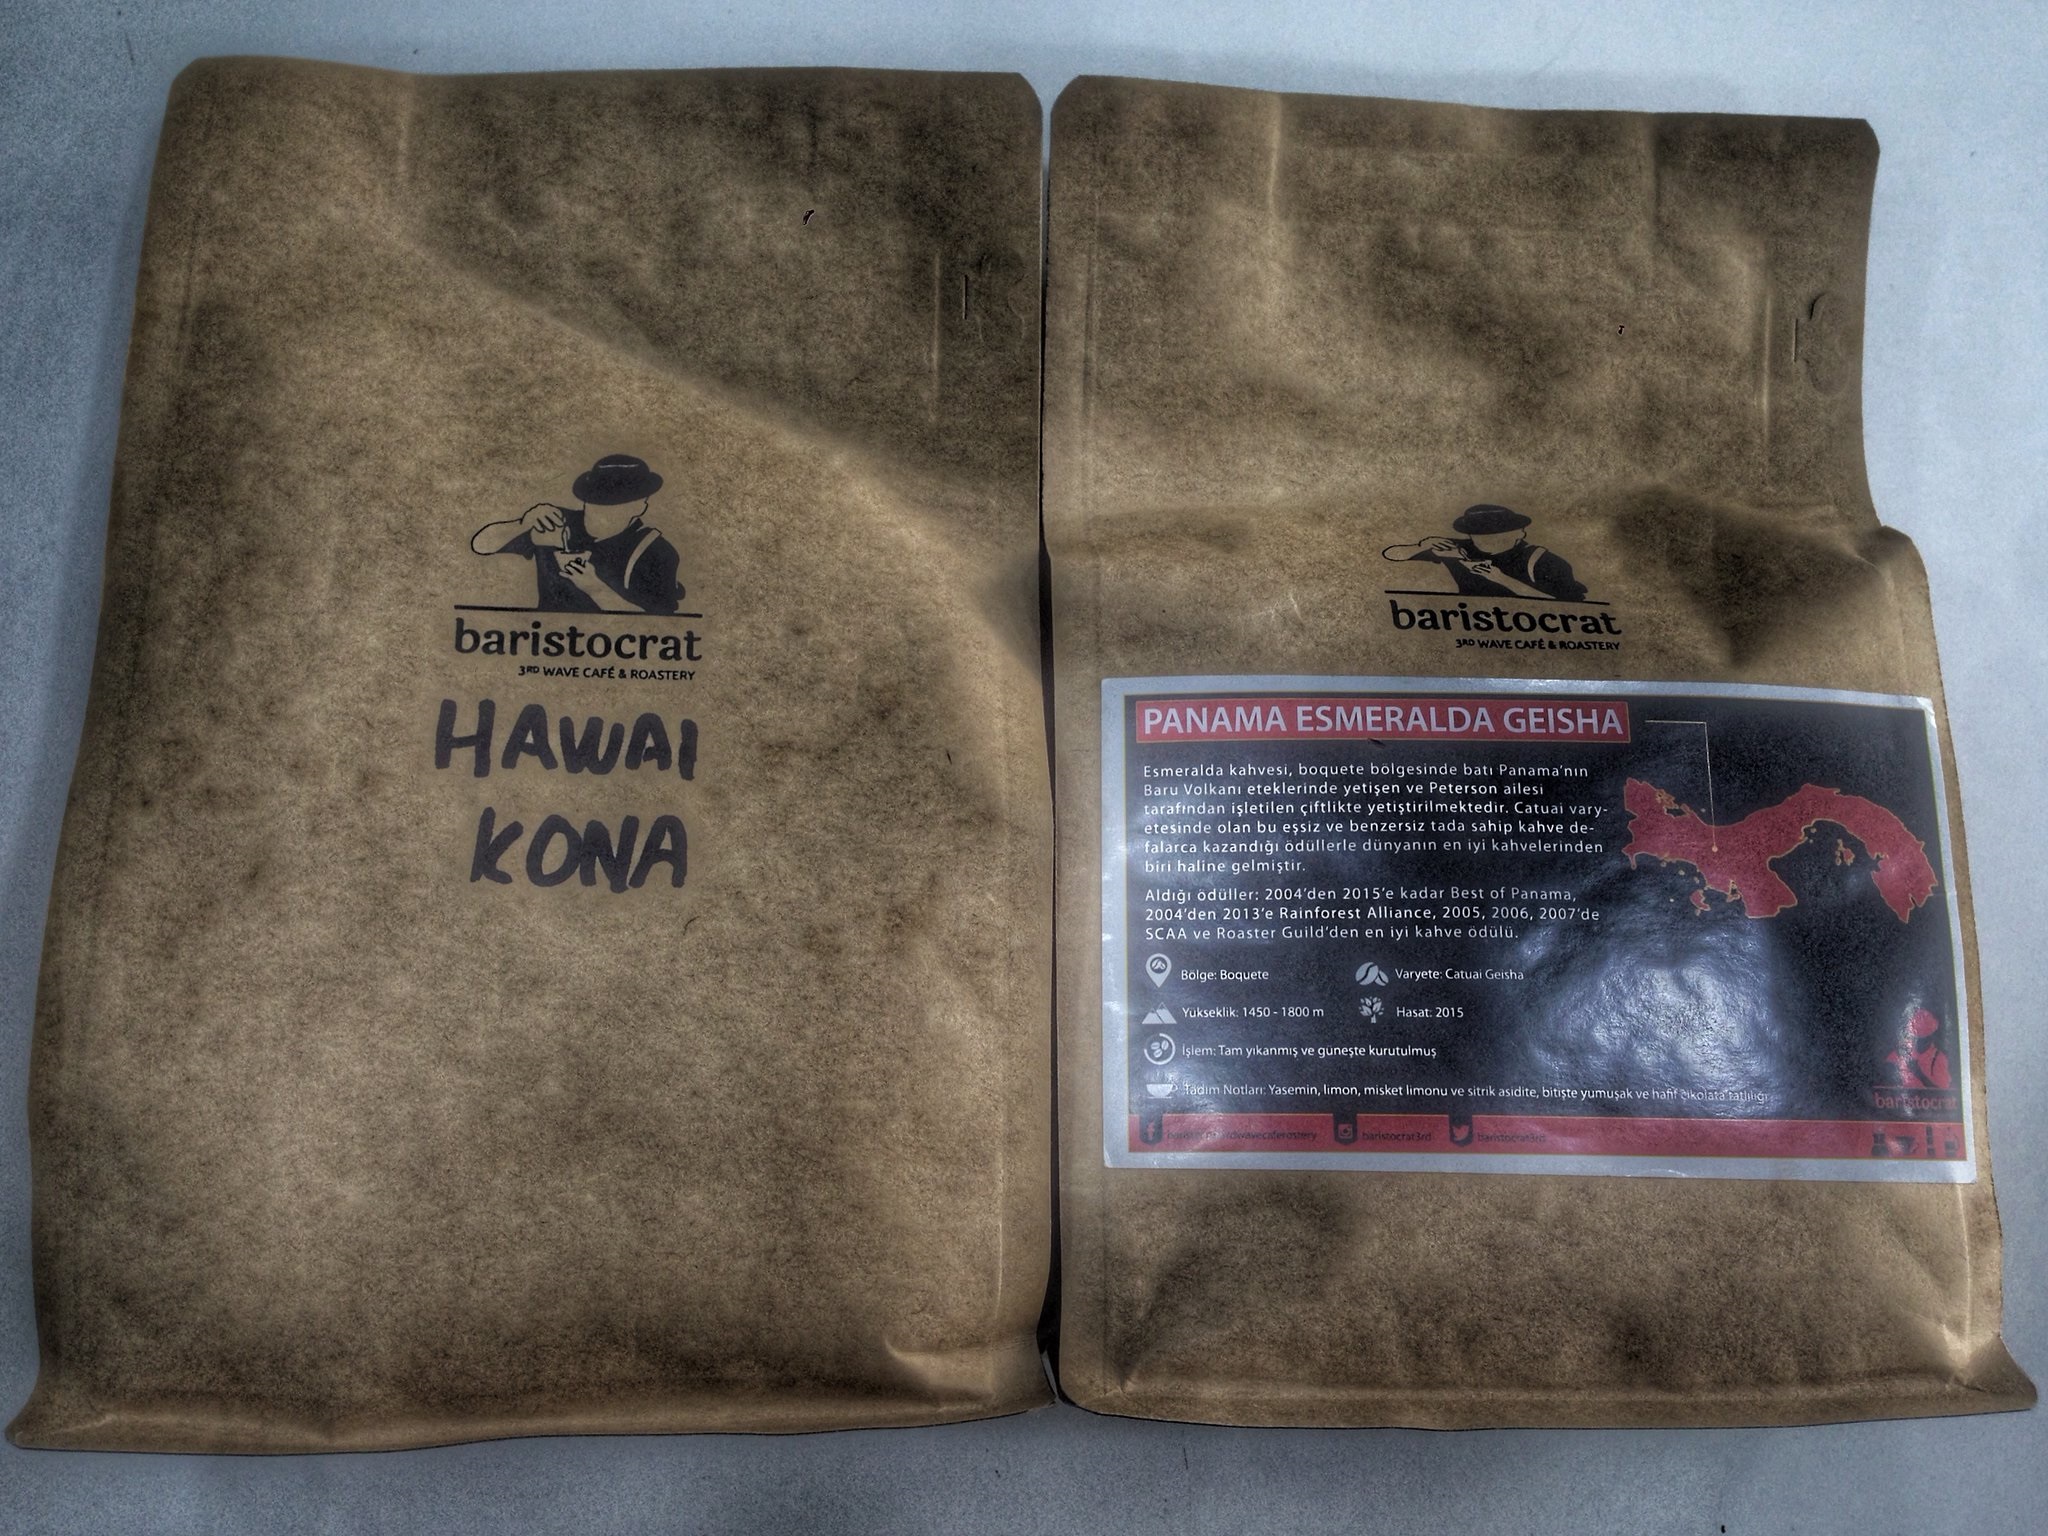 baristocrat
3RD WAVE CAFÉ & ROASTERY
HAWAI
KONA
baristocrat
3RD WAVE CAFÉ & ROASTERY
PANAMA ESMERALDA GEISHA
Esmeralda kahvesi, boquete bölgesinde batı Panama'nın
Baru Volkanı eteklerinde yetişen ve Peterson ailesi
tarafından işletilen çiftlikte yetiştirilmektedir. Catuai vary-
etesinde olan bu eşsiz ve benzersiz tada sahip kahve de-
falarca kazandığı ödüllerle dünyanın en iyi kahvelerinden
biri haline gelmiştir.
Aldığı ödüller: 2004'den 2015'e kadar Best of Panama,
2004'den 2013'e Rainforest Alliance, 2005, 2006, 2007'de
SCAA ve Roaster Guild'den en iyi kahve ödülü.
Bölge: Boquete
Varyete: Catuai Geisha
Yükseklik: 1450 - 1800 m
Hasat: 2015
İşlem: Tam yıkanmış ve güneşte kurutulmuş
Tadım Notları: Yasemin, limon, misket limonu ve sitrik asidite, bitişte yumuşak ve hafif çikolata tatlılığı
baristocrat
baristocrat3rd
baristocrat3rd